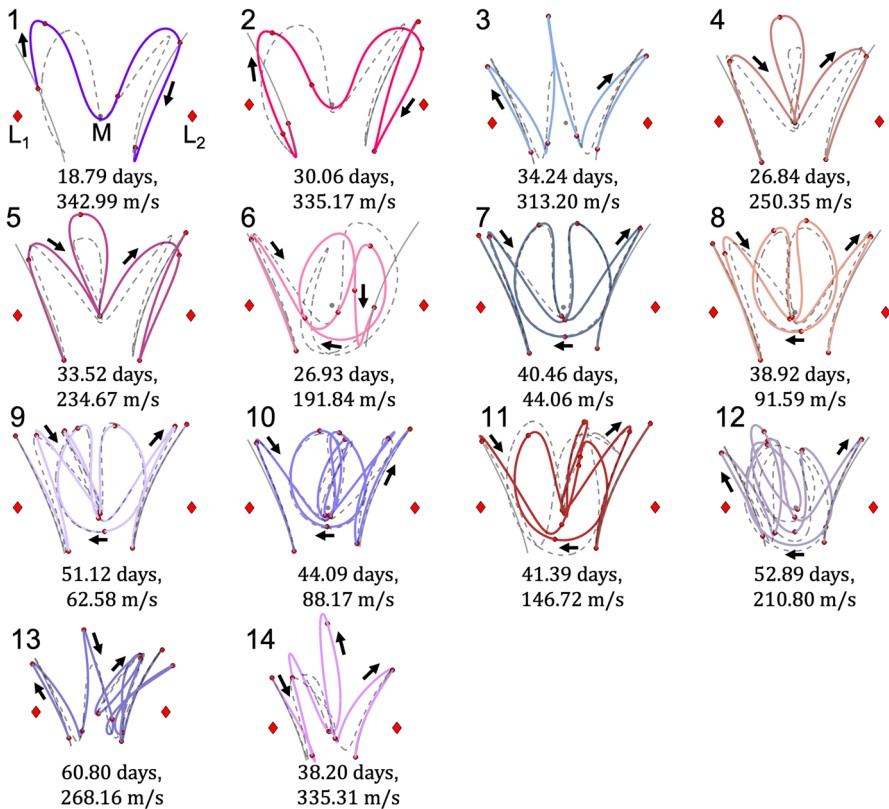 1
2
3
4
L1
M
L2
18.79 days,
342.99 m/s
30.06 days,
335.17 m/s
34.24 days,
313.20 m/s
26.84 days,
250.35 m/s
5
6
7
8
33.52 days,
234.67 m/s
26.93 days,
191.84 m/s
40.46 days,
44.06 m/s
38.92 days,
91.59 m/s
9
10
11
12
51.12 days,
62.58 m/s
44.09 days,
88.17 m/s
41.39 days,
146.72 m/s
52.89 days,
210.80 m/s
13
14
60.80 days,
268.16 m/s
38.20 days,
335.31 m/s